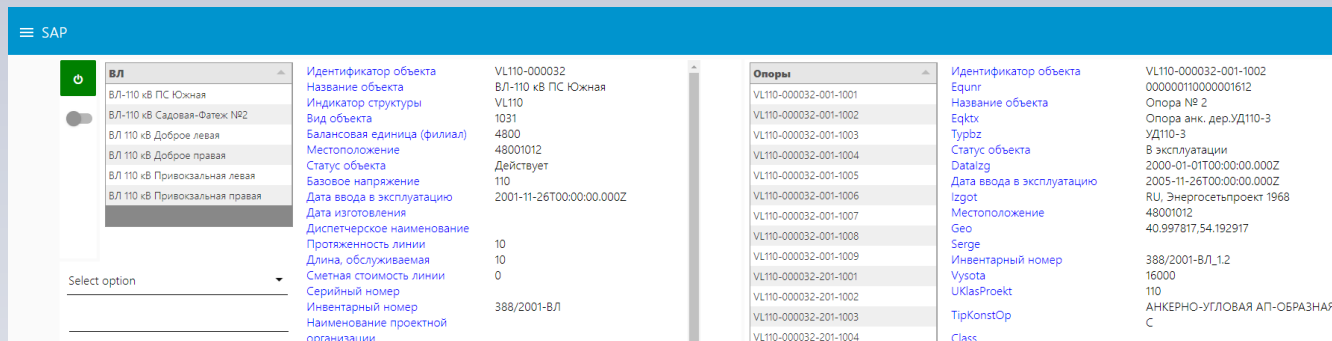 SAP
ВЛ
ВЛ-110 кВ ПС Южная
ВЛ-110 кВ Садовая-Фатеж №2
ВЛ 110 кВ Доброе левая
ВЛ 110 кВ Доброе правая
ВЛ 110 кВ Привокзальная левая
ВЛ 110 кВ Привокзальная правая
Select option
Идентификатор объекта VL110-000032
Название объекта ВЛ-110 кВ ПС Южная
Индикатор структуры VL110
Вид объекта 1031
Балансовая единица (филиал) 4800
Местоположение 48001012
Статус объекта Действует
Базовое напряжение 110
Дата ввода в эксплуатацию 2001-11-26T00:00:00.000Z
Дата изготовления
Диспетчерское наименование
Протяженность линии 10
Длина, обслуживаемая 10
Сметная стоимость линии 0
Серийный номер
Инвентарный номер 388/2001-ВЛ
Наименование проектной
организации
Опоры
VL110-000032-001-1001
VL110-000032-001-1002
VL110-000032-001-1003
VL110-000032-001-1004
VL110-000032-001-1005
VL110-000032-001-1006
VL110-000032-001-1007
VL110-000032-001-1008
VL110-000032-001-1009
VL110-000032-201-1001
VL110-000032-201-1002
VL110-000032-201-1003
VL110-000032-201-1004
Идентификатор объекта VL110-000032-001-1002
Equnr 000000110000001612
Название объекта Опора № 2
Eqktx Опора анк. дер.УД110-3
Typbz УД110-3
Статус объекта В эксплуатации
DataIzg 2000-01-01T00:00:00.000Z
Дата ввода в эксплуатацию 2005-11-26T00:00:00.000Z
Izgot RU, Энергосетьпроект 1968
Местоположение 48001012
Geo 40.997817,54.192917
Serge
Инвентарный номер 388/2001-ВЛ_1.2
Vysota 16000
UKlasProekt 110
TipKonstOp АНКЕРНО-УГЛОВАЯ АП-ОБРАЗНАЯ
С
Class